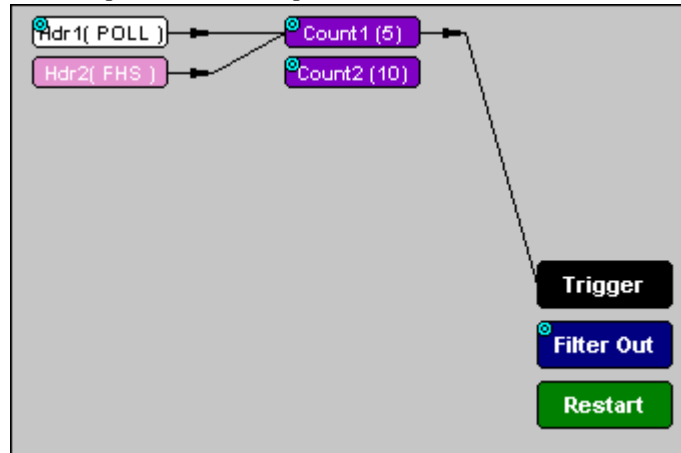 Hdr1( POLL )
Count1 (5)
Hdr2( FHS )
Count2 (10)
Trigger
Filter Out
Restart